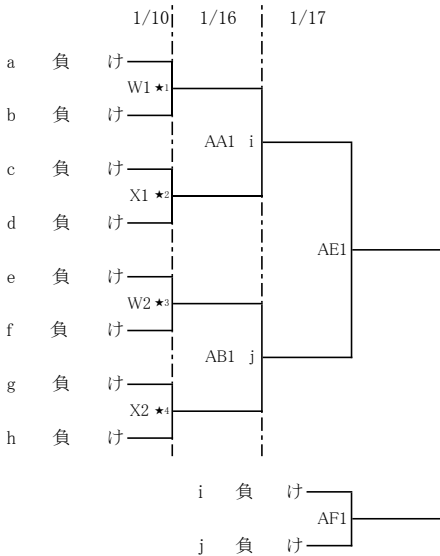 1/10 1/16 1/17
a 負 け
W1 ★1
b 負 け
AA1 i
c 負 け
X1 ★2
d 負 け
AE1
e 負 け
W2 ★3
f 負 け
AB1 j
g 負 け
X2 ★4
h 負 け
i 負 け
AF1
j 負 け